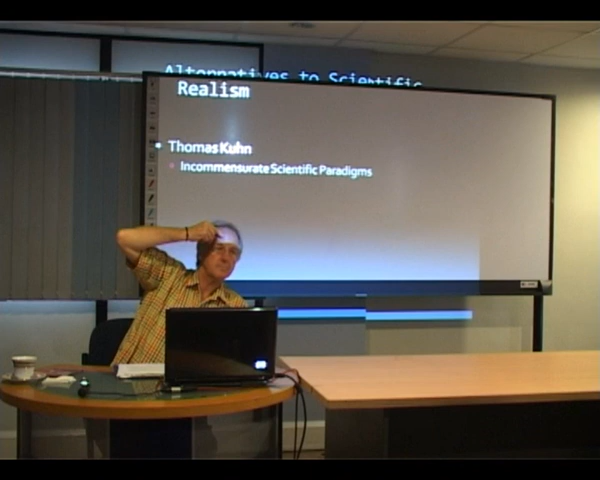 Alternatives to Scientific
Realism
Thomas Kuhn
Incommensurate Scientific Paradigms